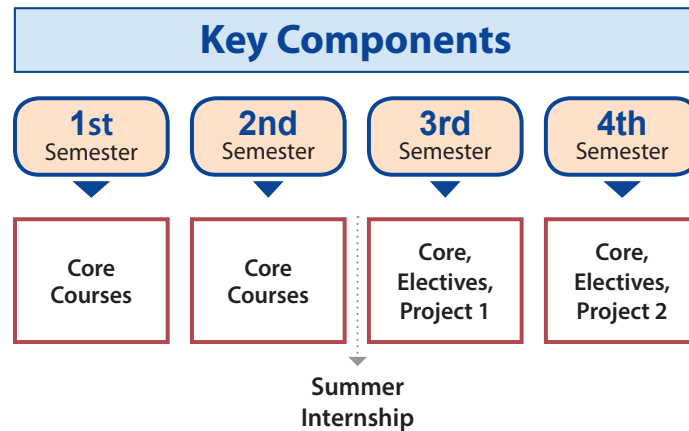 Key Components
1st
Semester
2nd
Semester
3rd
Semester
4th
Semester
Core
Courses
Core
Courses
Core,
Electives,
Project 1
Core,
Electives,
Project 2
Summer
Internship